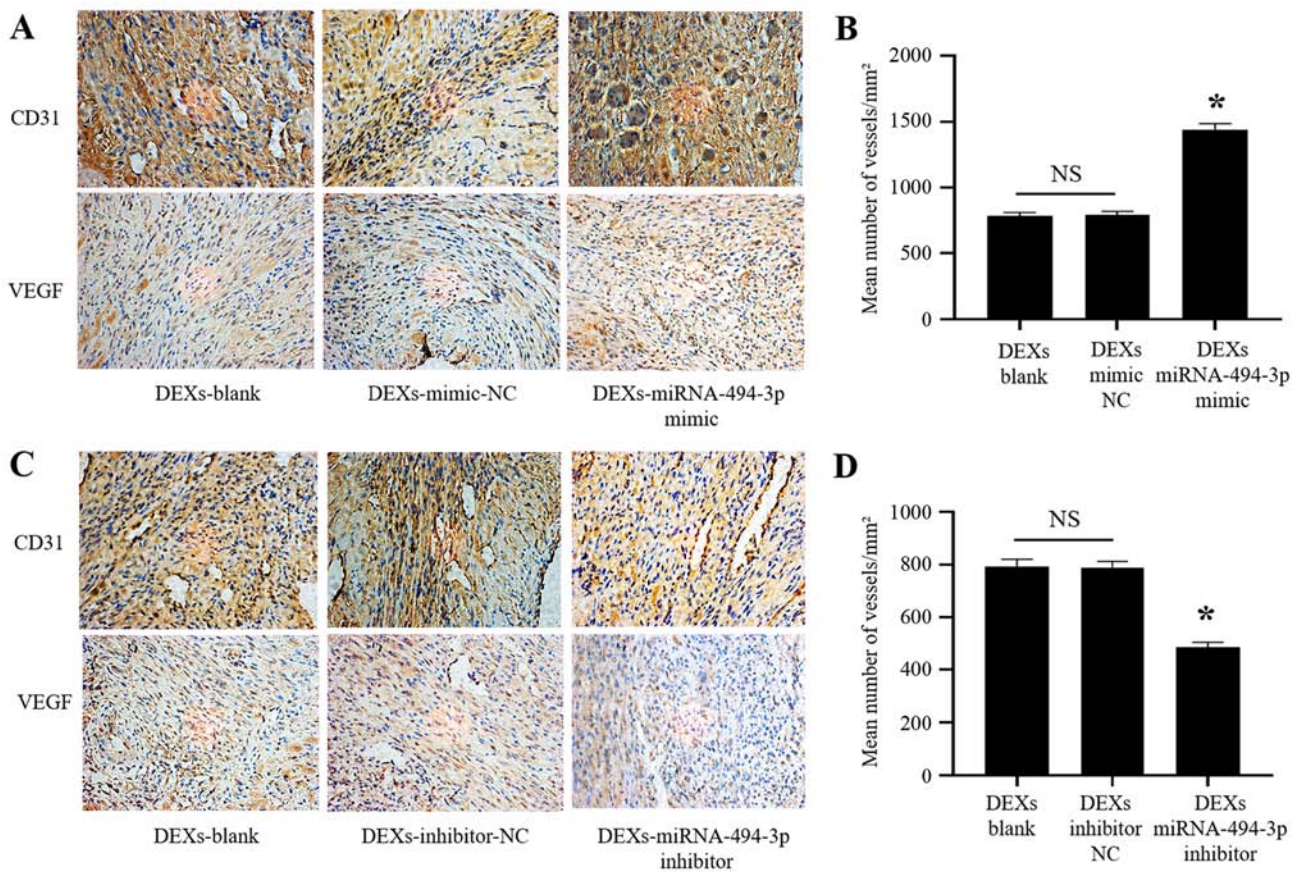 A
CD31
VEGF
DEXs-blank
DEXs-mimic-NC
DEXs-miRNA-494-3p
mimic
B
Mean number of vessels/mm²
2000
1500
1000
500
0
NS
*
DEXs
blank
DEXs
mimic
NC
DEXs
miRNA-494-3p
mimic
C
CD31
VEGF
DEXs-blank
DEXs-inhibitor-NC
DEXs-miRNA-494-3p
inhibitor
D
Mean number of vessels/mm²
1000
800
600
400
200
0
NS
*
DEXs
blank
DEXs
inhibitor
NC
DEXs
miRNA-494-3p
inhibitor